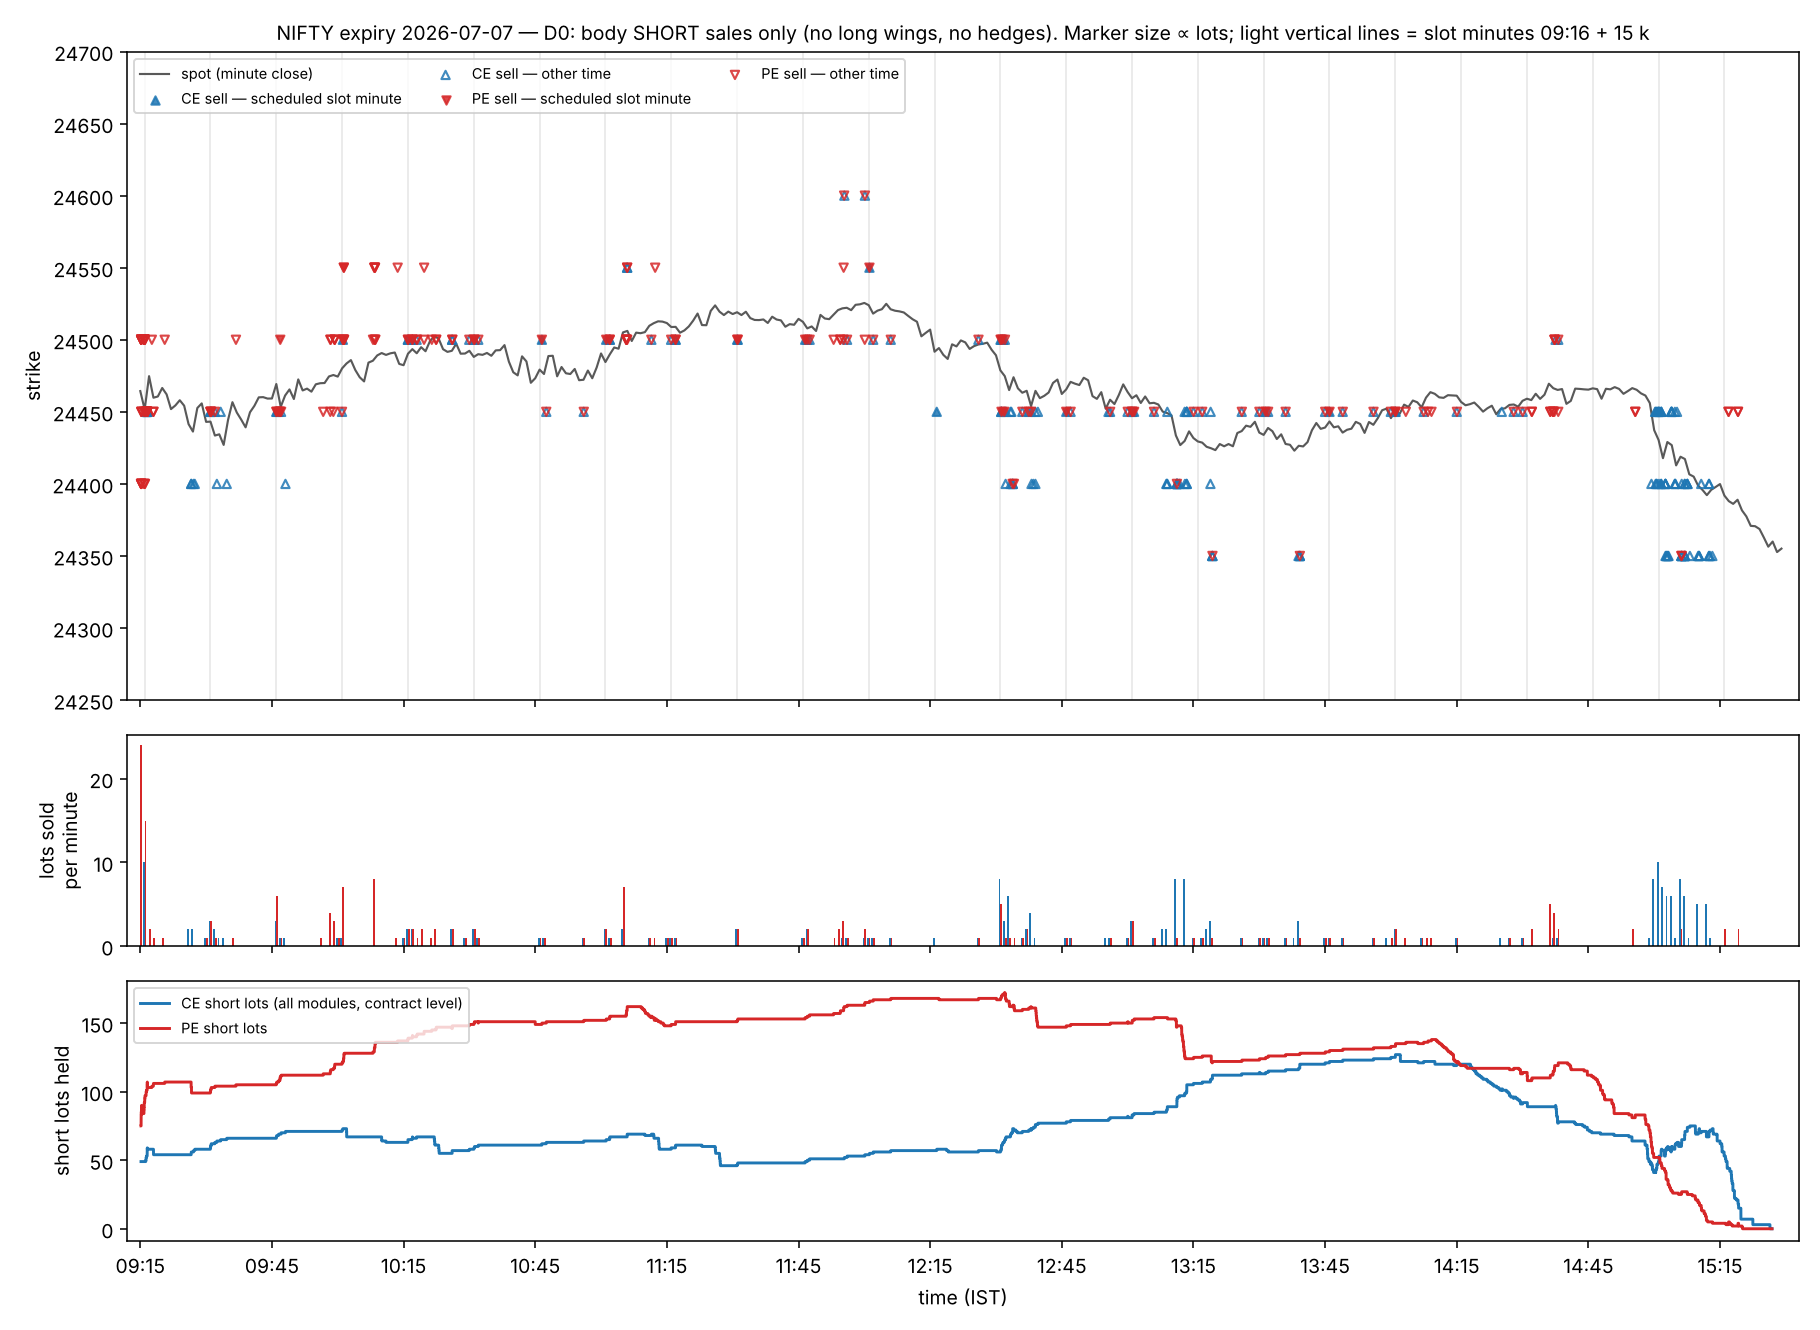 NIFTY expiry 2026-07-07 — D0: body SHORT sales only (no long wings, no hedges). Marker size ∝ lots; light vertical lines = slot minutes 09:16 + 15 k
spot (minute close)
CE sell — scheduled slot minute
CE sell — other time
PE sell — scheduled slot minute
PE sell — other time
strike
24700
24650
24600
24550
24500
24450
24400
24350
24300
24250
lots sold
per minute
20
10
0
CE short lots (all modules, contract level)
PE short lots
short lots held
150
100
50
0
09:15
09:45
10:15
10:45
11:15
11:45
12:15
12:45
13:15
13:45
14:15
14:45
15:15
time (IST)